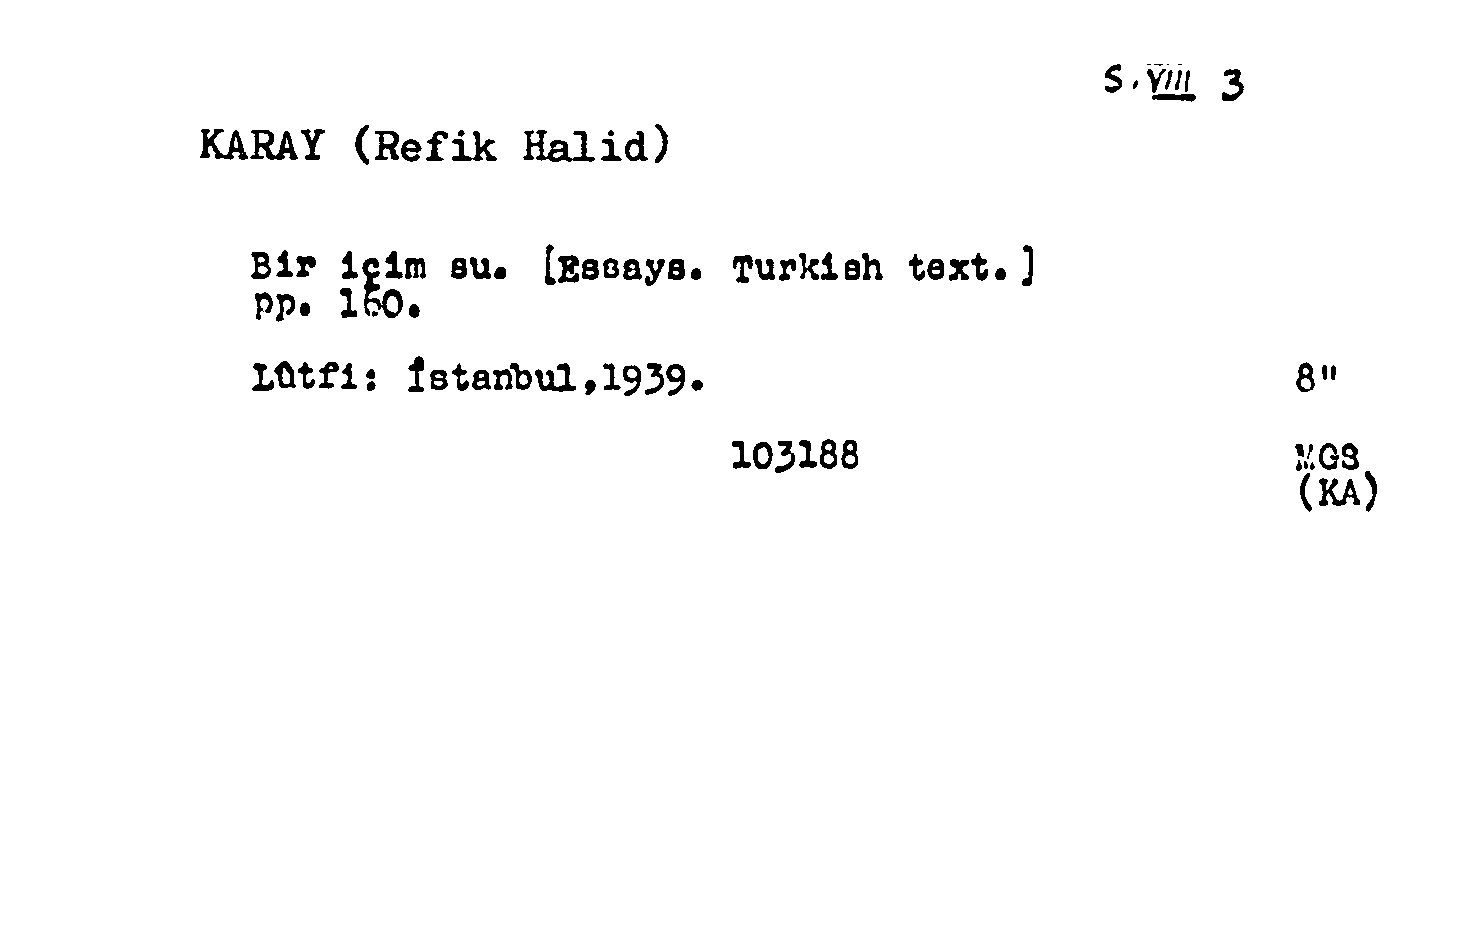 S. VIII 3
KARAY (Refik Halid)
Bir içim su. [Essays. Turkish text.]
pp. 160.
Lûtfi: İstanbul,1939. 8"
103188 MGS
(KA)